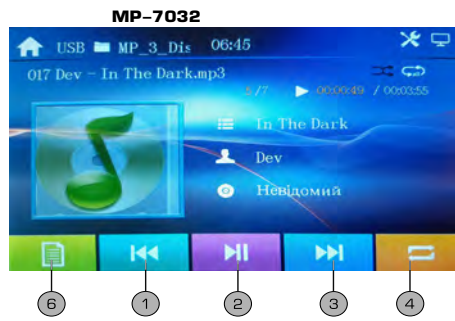 MP-7032
USB MP_3_Dis 06:45
017 Dev - In The Dark.mp3
5/7 00:00:49 / 00:03:55
In The Dark
Dev
Невідомий
6 1 2 3 4